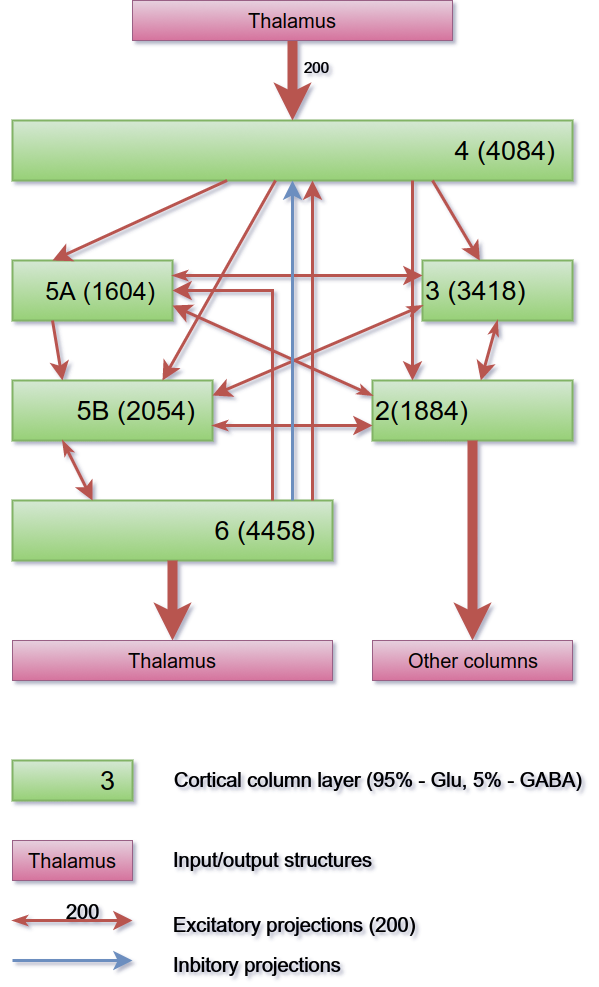 Thalamus
200
4 (4084)
5A (1604)
3 (3418)
5B (2054)
2(1884)
6 (4458)
Thalamus
Other columns
3
Cortical column layer (95% - Glu, 5% - GABA)
Thalamus
Input/output structures
200
Excitatory projections (200)
Inbitory projections